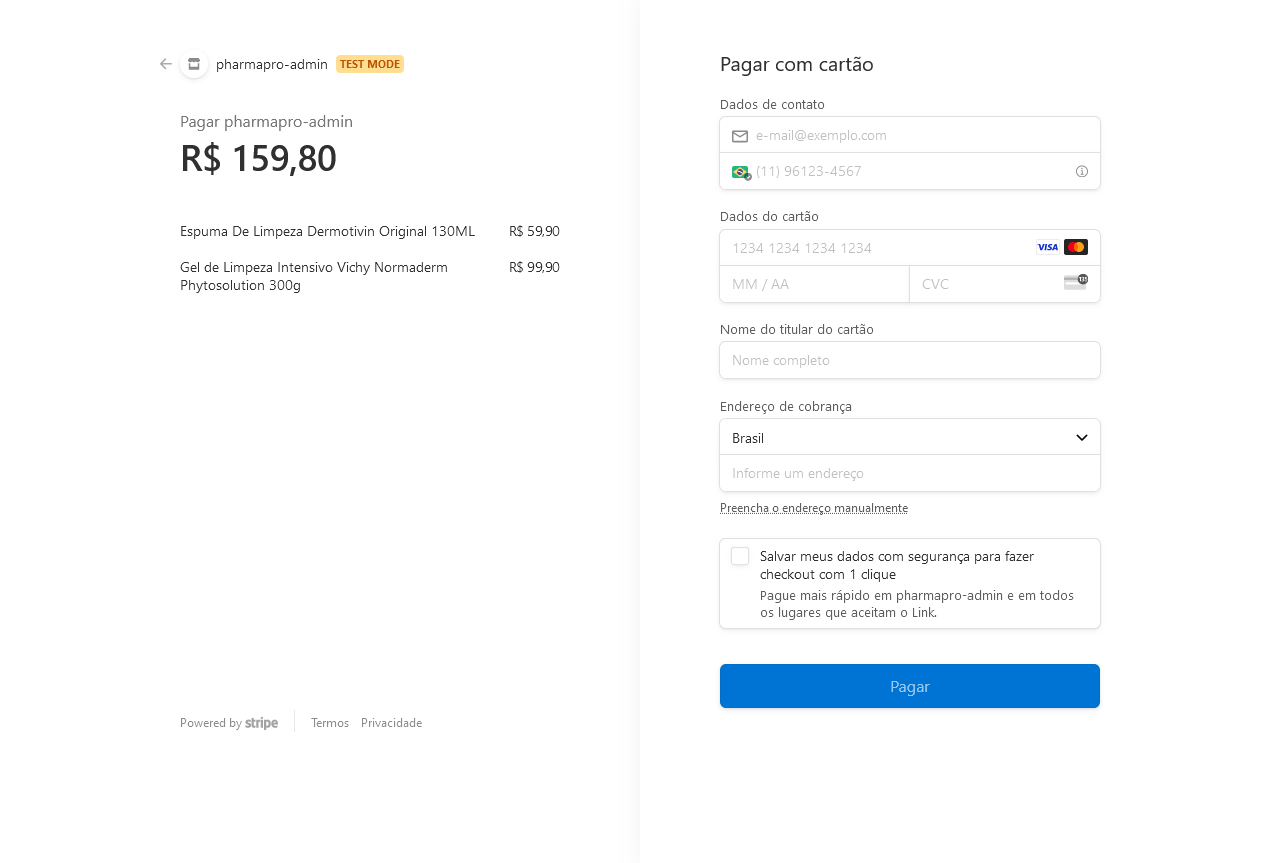 pharmapro-admin TEST MODE
Pagar pharmapro-admin
R$ 159,80
Espuma De Limpeza Dermotivin Original 130ML R$ 59,90
Gel de Limpeza Intensivo Vichy Normaderm R$ 99,90
Phytosolution 300g
Powered by stripe Termos Privacidade
Pagar com cartão
Dados de contato
e-mail@exemplo.com
(11) 96123-4567
Dados do cartão
1234 1234 1234 1234 VISA
MM / AA CVC 135
Nome do titular do cartão
Nome completo
Endereço de cobrança
Brasil
Informe um endereço
Preencha o endereço manualmente
Salvar meus dados com segurança para fazer
checkout com 1 clique
Pague mais rápido em pharmapro-admin e em todos
os lugares que aceitam o Link.
Pagar